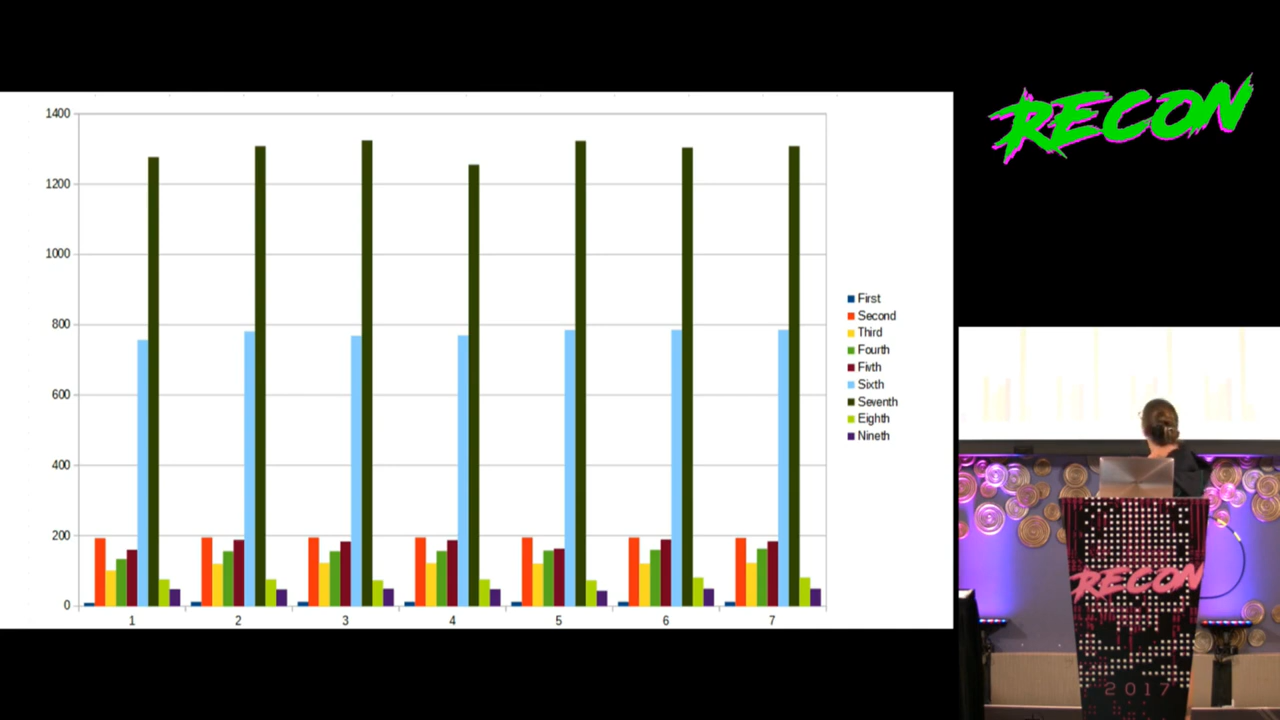 1400
1200
1000
800
600
400
200
0
1
2
3
4
5
6
7
First
Second
Third
Fourth
Fivth
Sixth
Seventh
Eighth
Nineth
RECON
RECON
2017